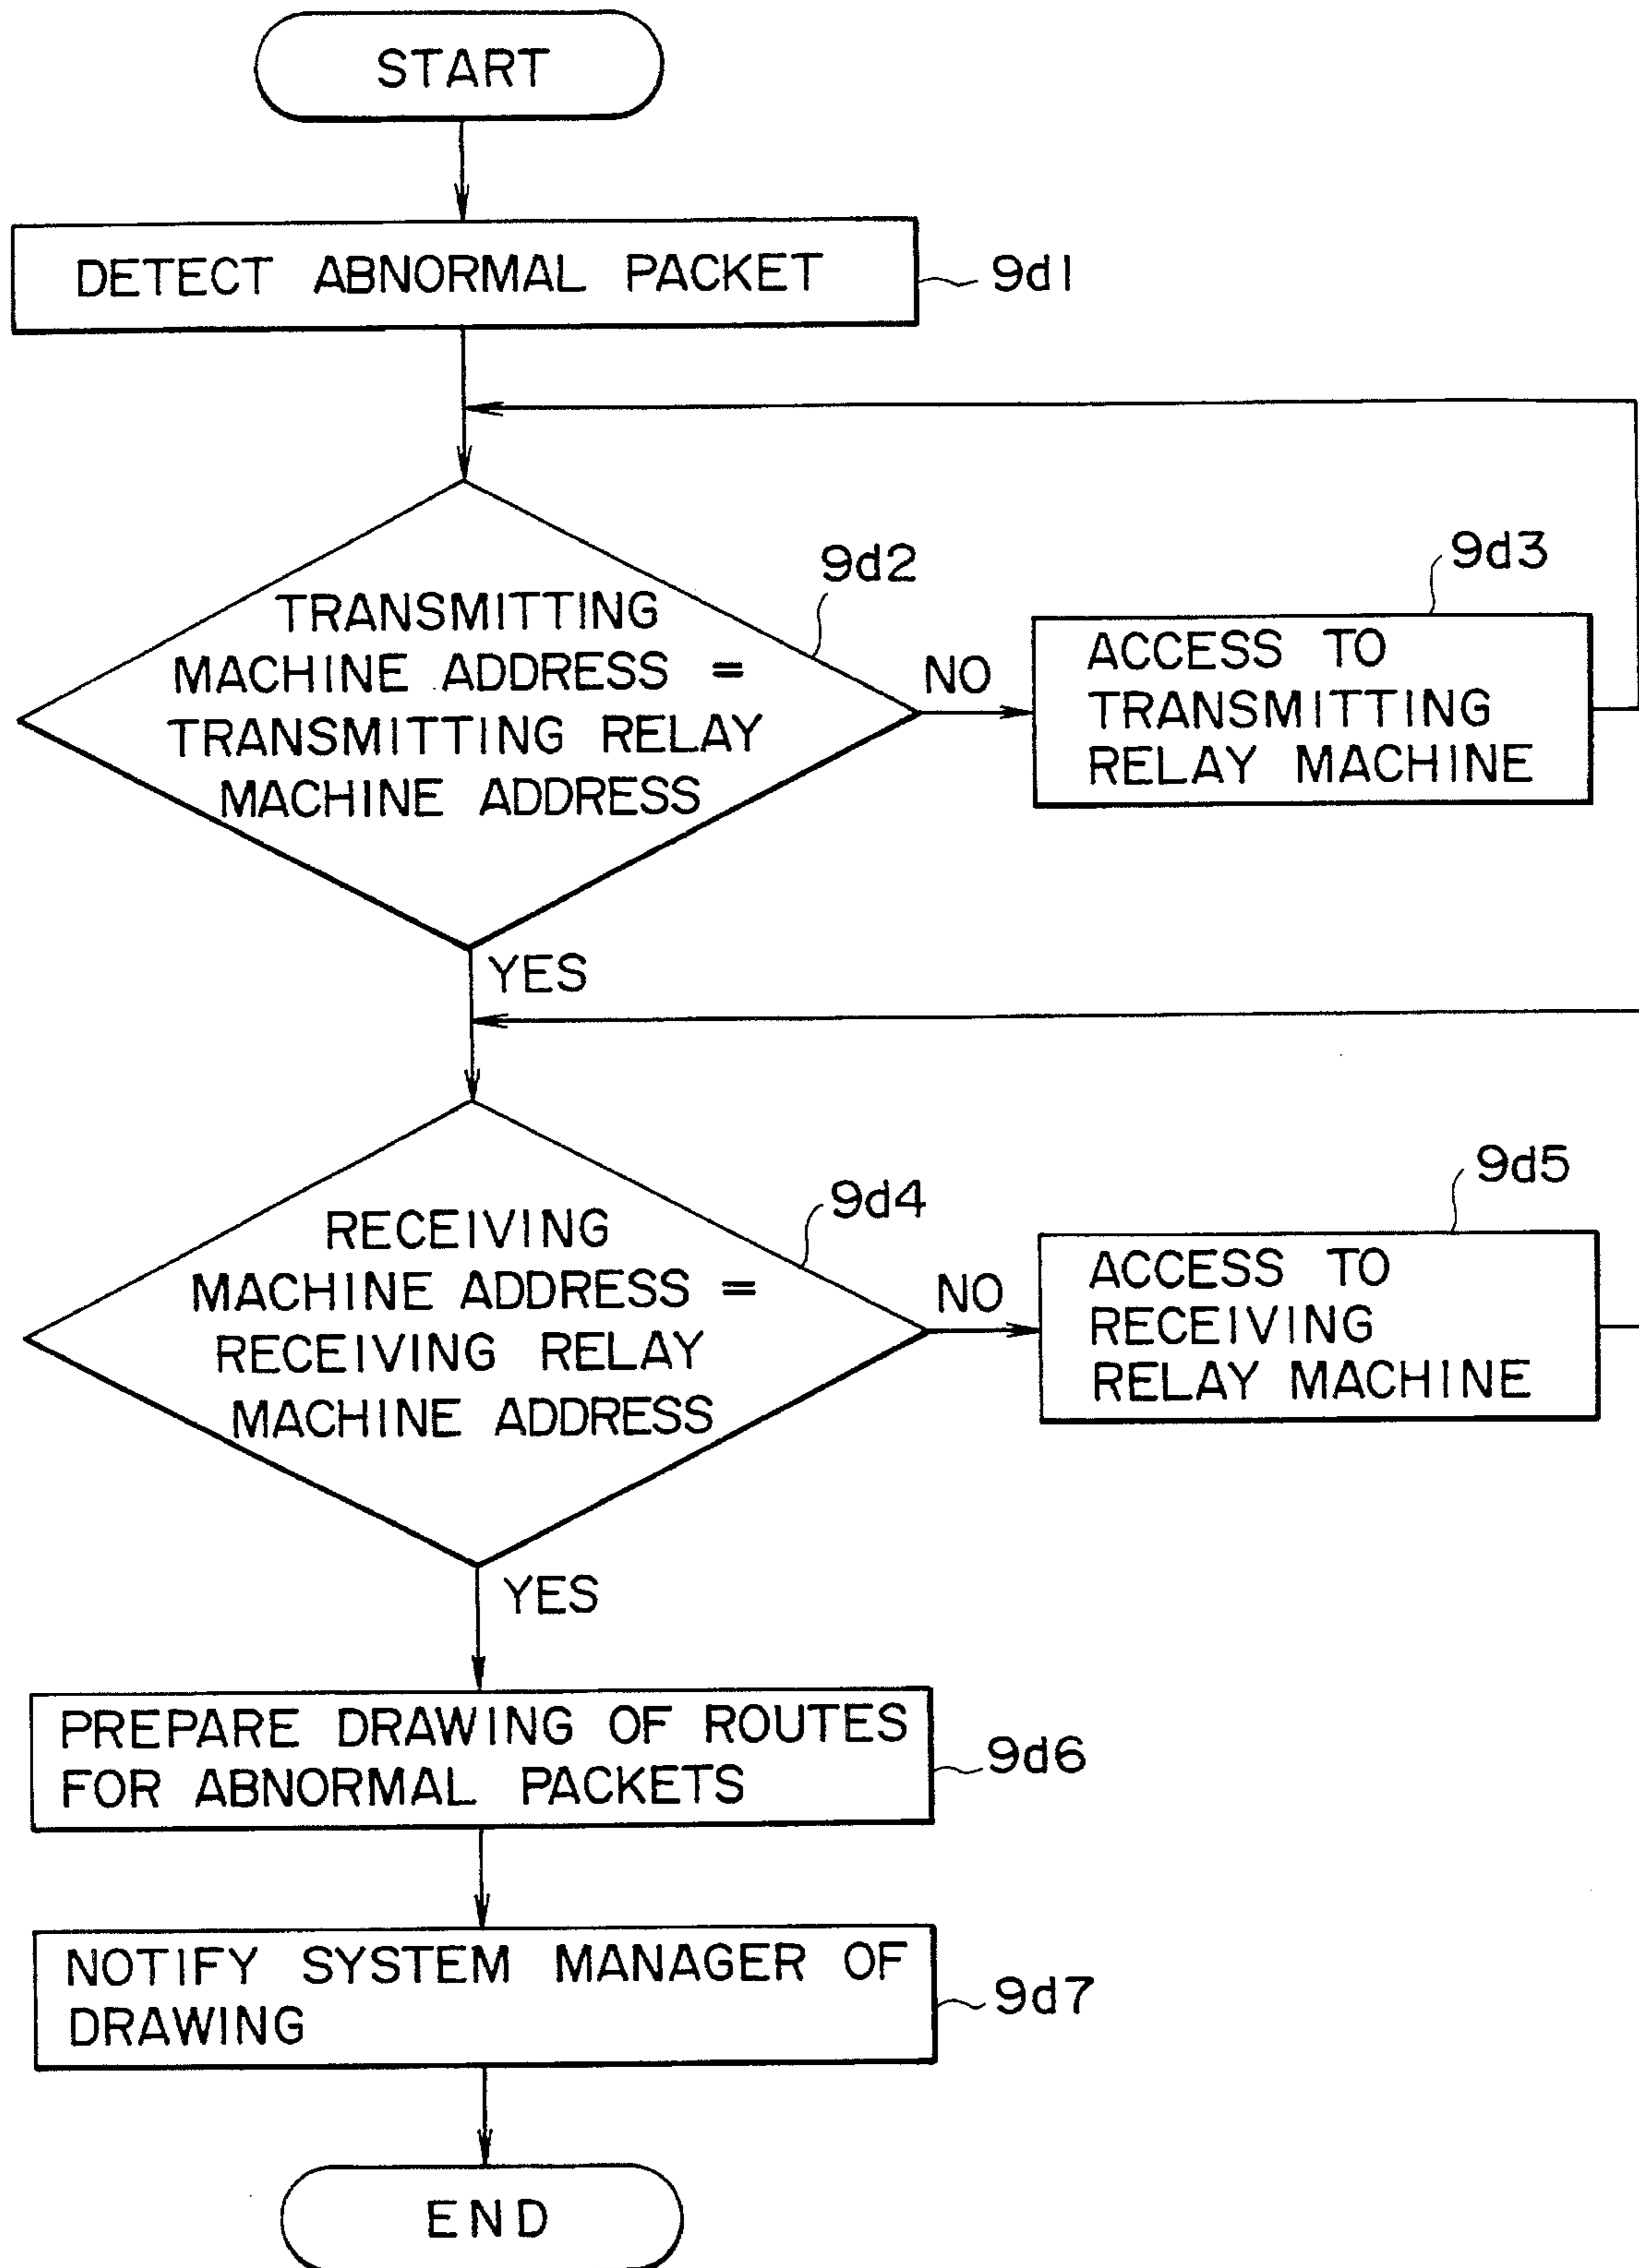 START
DETECT ABNORMAL PACKET
9d1
9d2
TRANSMITTING
MACHINE ADDRESS =
TRANSMITTING RELAY
MACHINE ADDRESS
NO
9d3
ACCESS TO
TRANSMITTING
RELAY MACHINE
YES
9d4
RECEIVING
MACHINE ADDRESS =
RECEIVING RELAY
MACHINE ADDRESS
NO
9d5
ACCESS TO
RECEIVING
RELAY MACHINE
YES
PREPARE DRAWING OF ROUTES
FOR ABNORMAL PACKETS
9d6
NOTIFY SYSTEM MANAGER OF
DRAWING
9d7
END